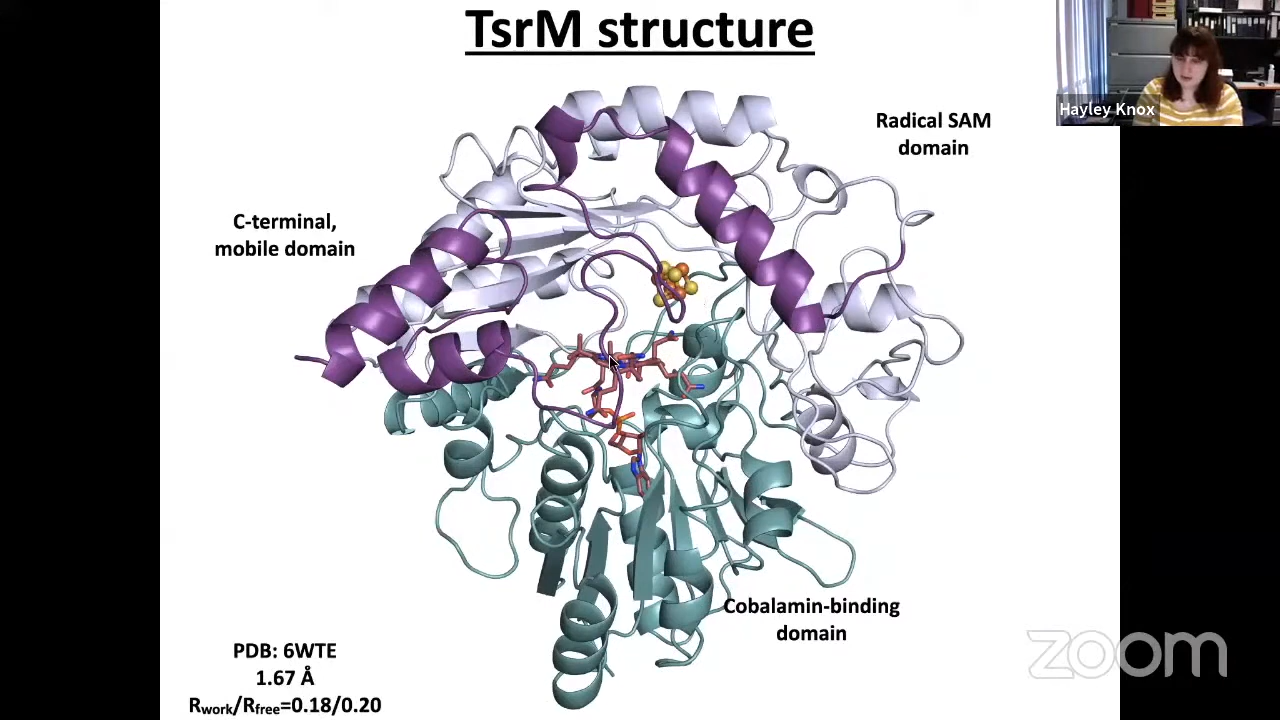 TsrM structure
Hayley Knox
Radical SAM
domain
C-terminal,
mobile domain
Cobalamin-binding
domain
PDB: 6WTE
1.67 Å
Rwork/Rfree=0.18/0.20
zoom